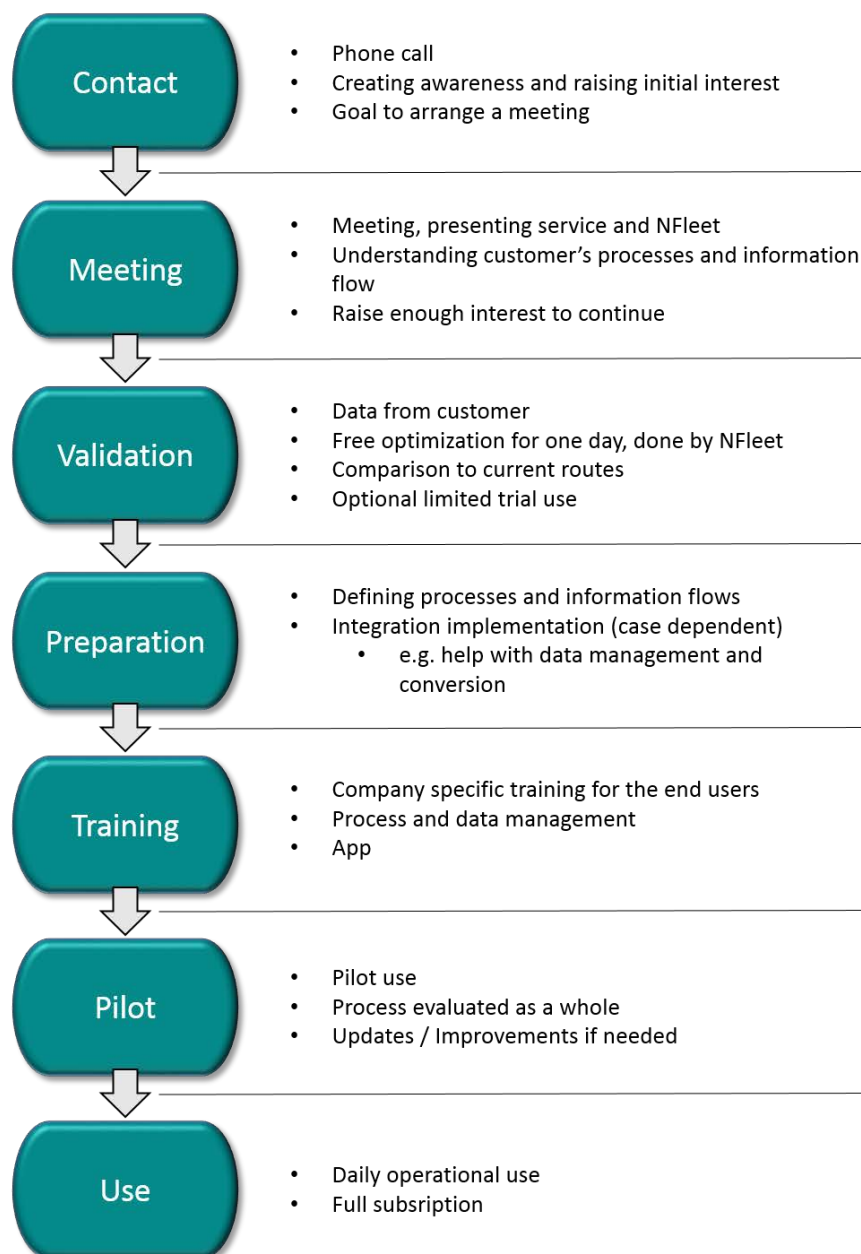 Contact
• Phone call
• Creating awareness and raising initial interest
• Goal to arrange a meeting
Meeting
• Meeting, presenting service and NFleet
• Understanding customer’s processes and information
flow
• Raise enough interest to continue
Validation
• Data from customer
• Free optimization for one day, done by NFleet
• Comparison to current routes
• Optional limited trial use
Preparation
• Defining processes and information flows
• Integration implementation (case dependent)
• e.g. help with data management and
conversion
Training
• Company specific training for the end users
• Process and data management
• App
Pilot
• Pilot use
• Process evaluated as a whole
• Updates / Improvements if needed
Use
• Daily operational use
• Full subsription